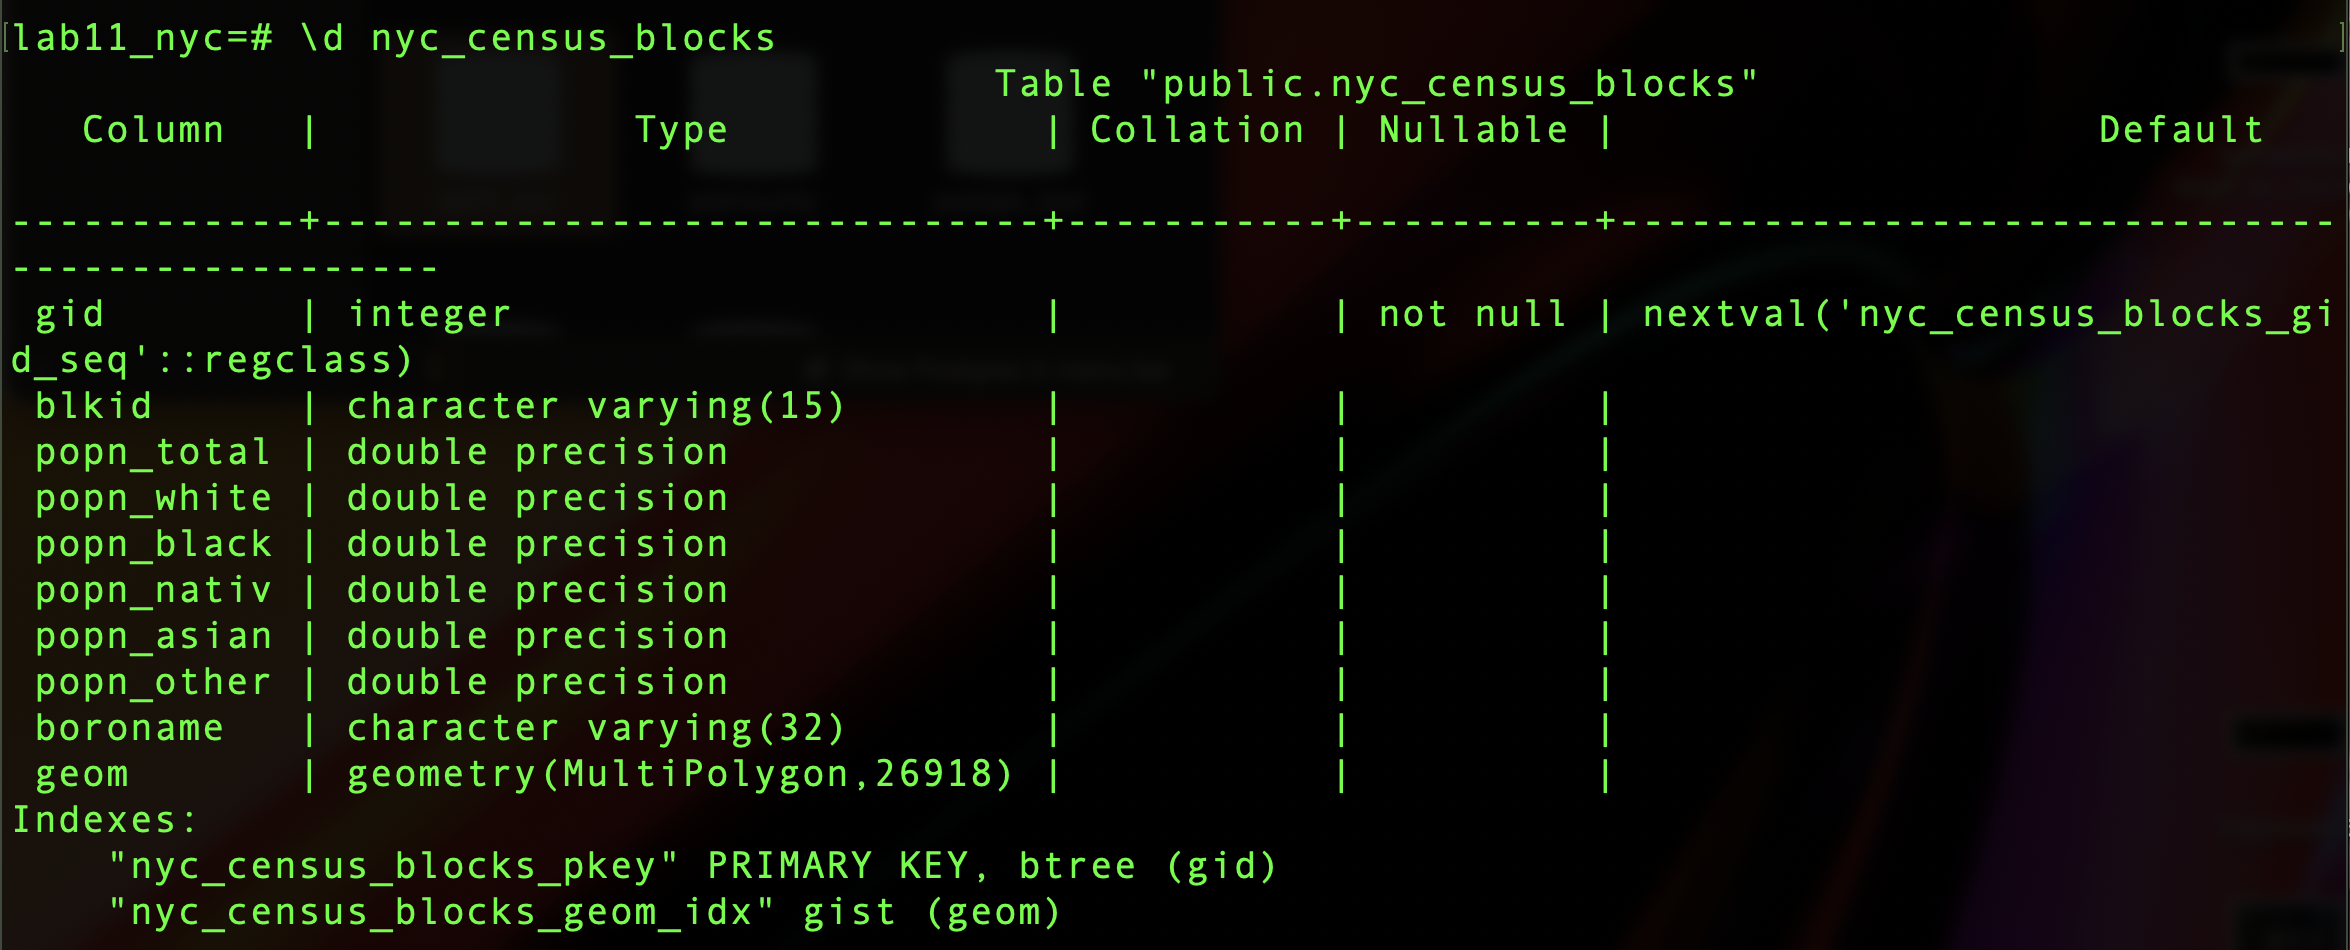 lab11_nyc=# \d nyc_census_blocks
Table "public.nyc_census_blocks"
   Column   |            Type             | Collation | Nullable |                    Default
------------+------------------------------+-----------+----------+------------------------------
------------------
 gid        | integer                     |           | not null | nextval('nyc_census_blocks_gi
d_seq'::regclass)
 blkid      | character varying(15)       |           |          |
 popn_total | double precision            |           |          |
 popn_white | double precision            |           |          |
 popn_black | double precision            |           |          |
 popn_nativ | double precision            |           |          |
 popn_asian | double precision            |           |          |
 popn_other | double precision            |           |          |
 boroname   | character varying(32)       |           |          |
 geom       | geometry(MultiPolygon,26918) |           |          |
Indexes:
    "nyc_census_blocks_pkey" PRIMARY KEY, btree (gid)
    "nyc_census_blocks_geom_idx" gist (geom)